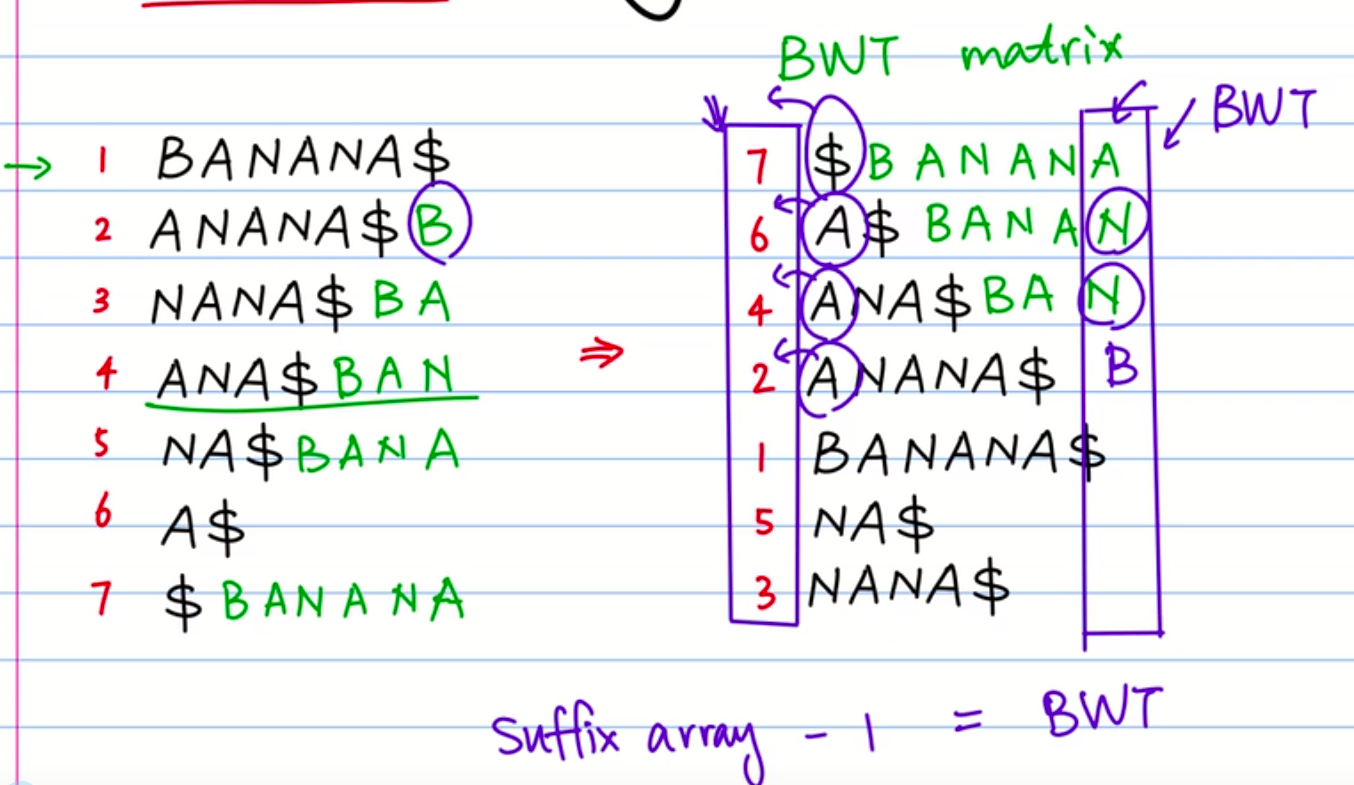 BWT matrix
BWT
1 BANANA$
2 ANANA$B
3 NANA$BA
4 ANA$BAN
5 NA$BANA
6 A$
7 $BANANA
⇒
7 $BANANA
6 A$BANAN
4 ANA$BAN
2 ANANA$ B
1 BANANA$
5 NA$
3 NANA$
Suffix array - 1 = BWT